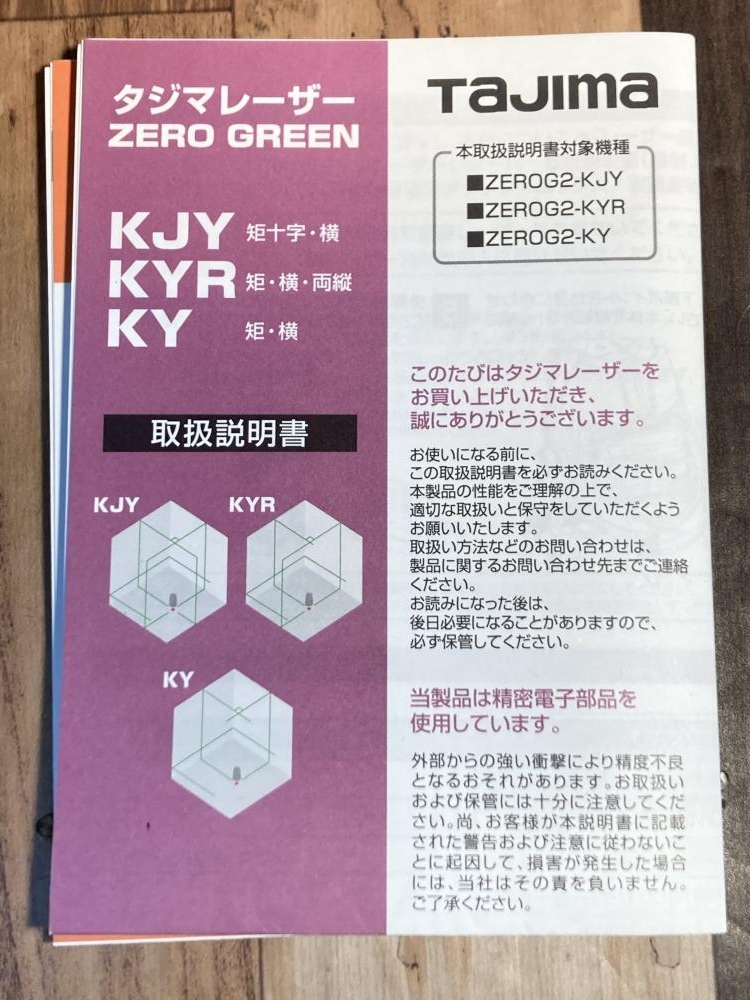 タジマレーザー
ZERO GREEN
KJY 矩十字・横
KYR 矩・横・両縦
KY 矩・横
取扱説明書
KJY
KYR
KY
TAJIMA
本取扱説明書対象機種
■ZEROG2-KJY
■ZEROG2-KYR
■ZEROG2-KY
このたびはタジマレーザーを
お買い上げいただき、
誠にありがとうございます。
お使いになる前に、
この取扱説明書を必ずお読みください。
本製品の性能をご理解の上で、
適切な取扱いと保守をしていただくよう
お願いいたします。
取扱い方法などのお問い合わせは、
製品に関するお問い合わせ先までご連絡
ください。
お読みになった後は、
後日必要になることがありますので、
必ず保管してください。
当製品は精密電子部品を
使用しています。
外部からの強い衝撃により精度不良
となるおそれがあります。お取扱い
および保管には十分に注意してくだ
さい。尚、お客様が本説明書に記載
された警告および注意に従わないこ
とに起因して、損害が発生した場合
には、当社はその責を負いません。
ご了承ください。